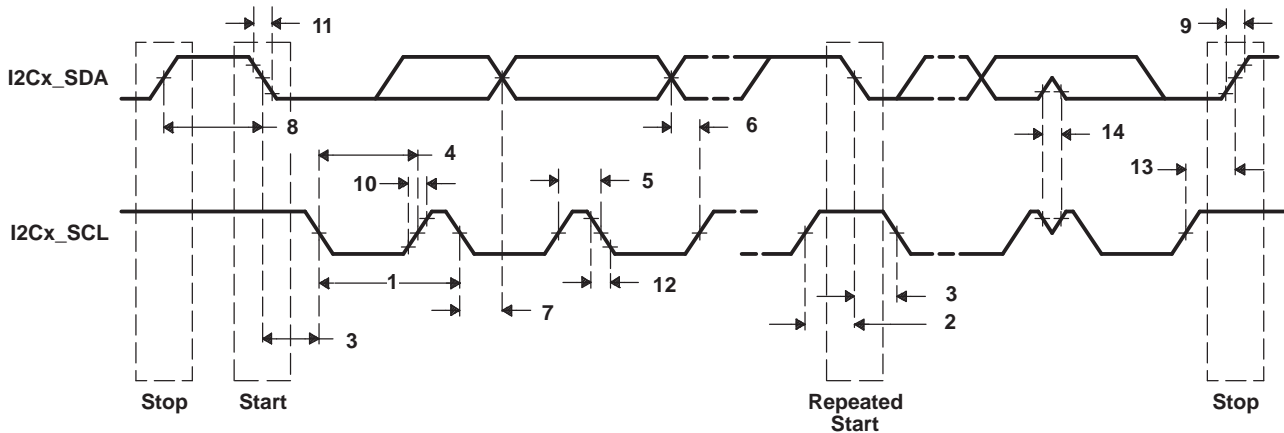 11
9
I2Cx_SDA
8
6
14
4
10
5
13
I2Cx_SCL
1
12
7
3
3
2
Stop
Start
Repeated
Start
Stop